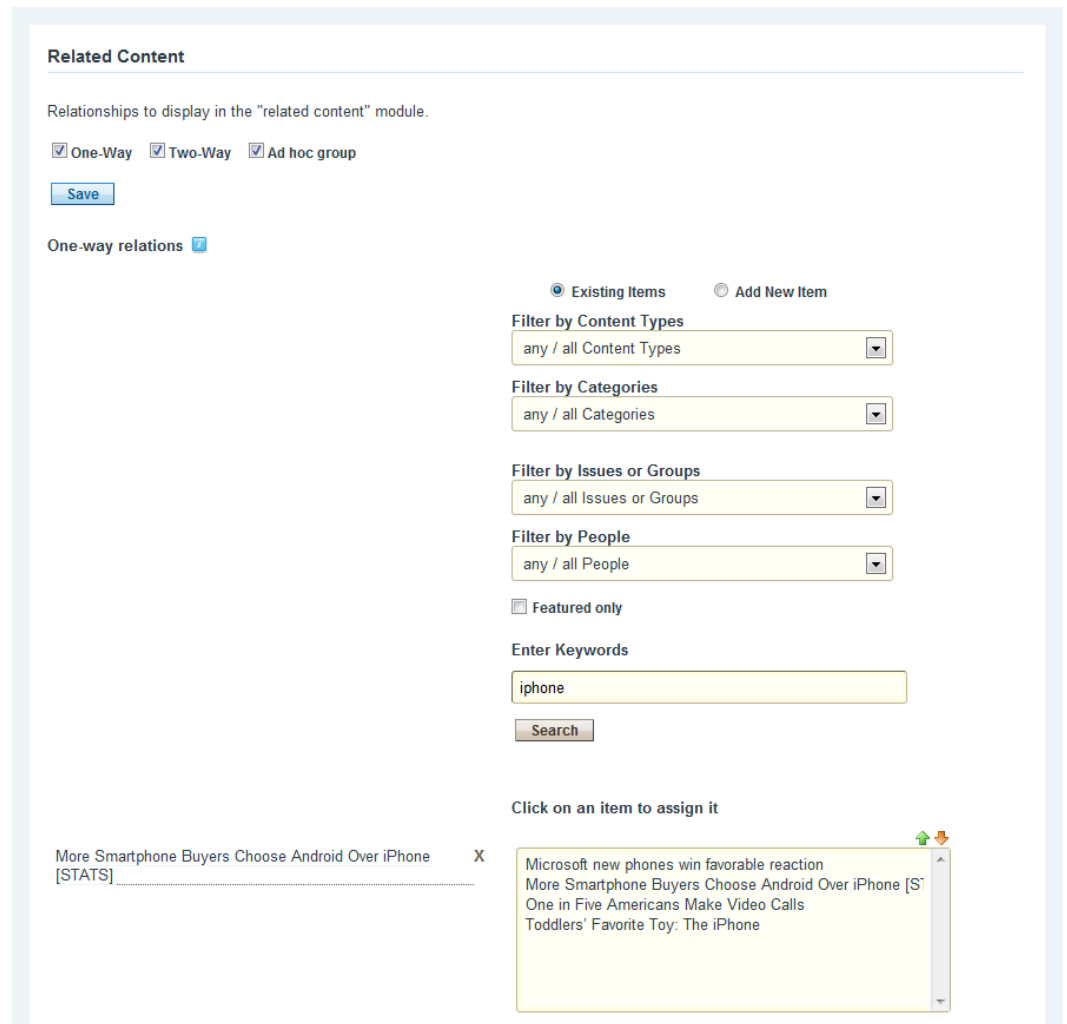 Related Content
Relationships to display in the "related content" module.
One-Way Two-Way Ad hoc group
Save
One-way relations
Existing Items Add New Item
Filter by Content Types
any / all Content Types
Filter by Categories
any / all Categories
Filter by Issues or Groups
any / all Issues or Groups
Filter by People
any / all People
Featured only
Enter Keywords
iphone
Search
Click on an item to assign it
More Smartphone Buyers Choose Android Over iPhone X
[STATS]
Microsoft new phones win favorable reaction
More Smartphone Buyers Choose Android Over iPhone [ST
One in Five Americans Make Video Calls
Toddlers’ Favorite Toy: The iPhone